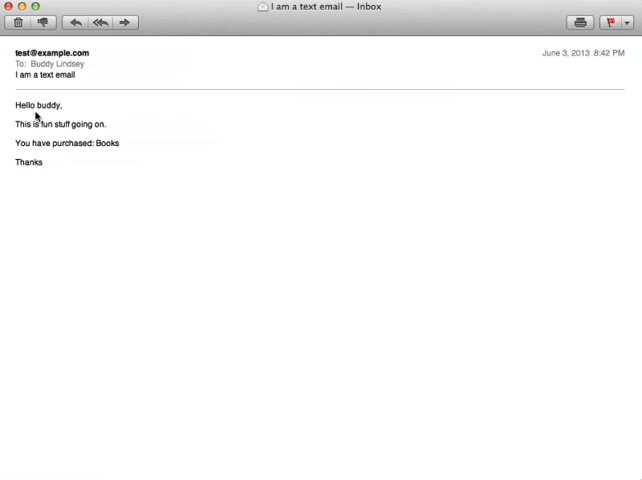 I am a text email — Inbox
test@example.com
June 3, 2013 8:42 PM
To: Buddy Lindsey
I am a text email
Hello buddy,
This is fun stuff going on.
You have purchased: Books
Thanks